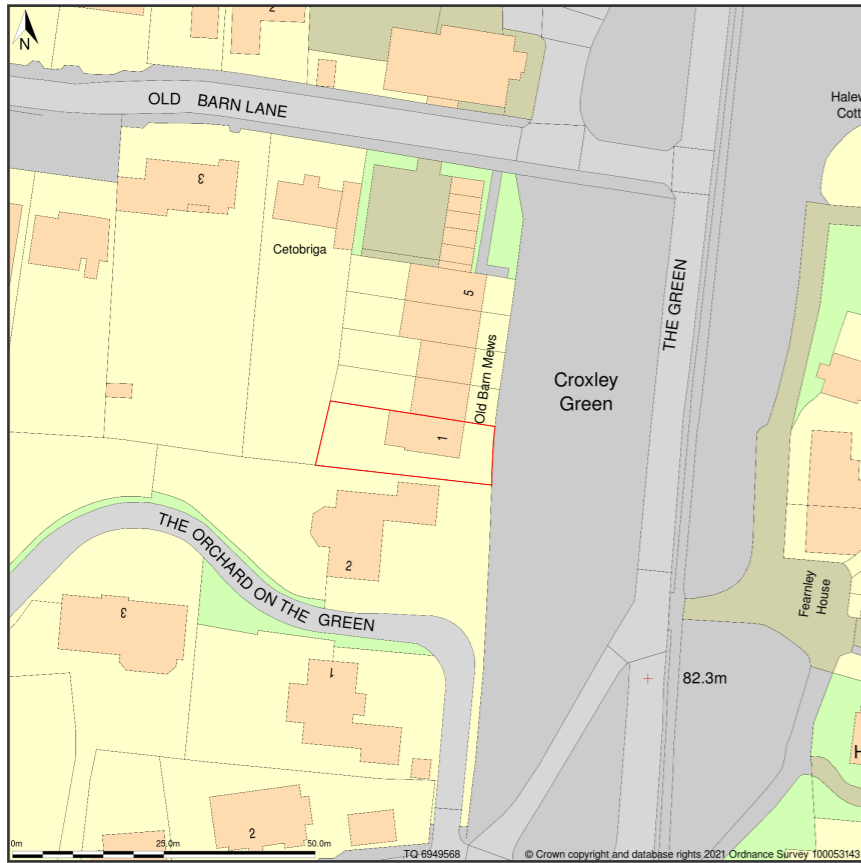 N
2
OLD BARN LANE
Halew
Cott
3
Cetobriga
5
THE GREEN
Old Barn Mews
Croxley
Green
1
THE ORCHARD ON THE GREEN
2
Fearnley
House
3
1
82.3m
H
2
0m
25.0m
50.0m
TQ 6949568
© Crown copyright and database rights 2021 Ordnance Survey 100053143